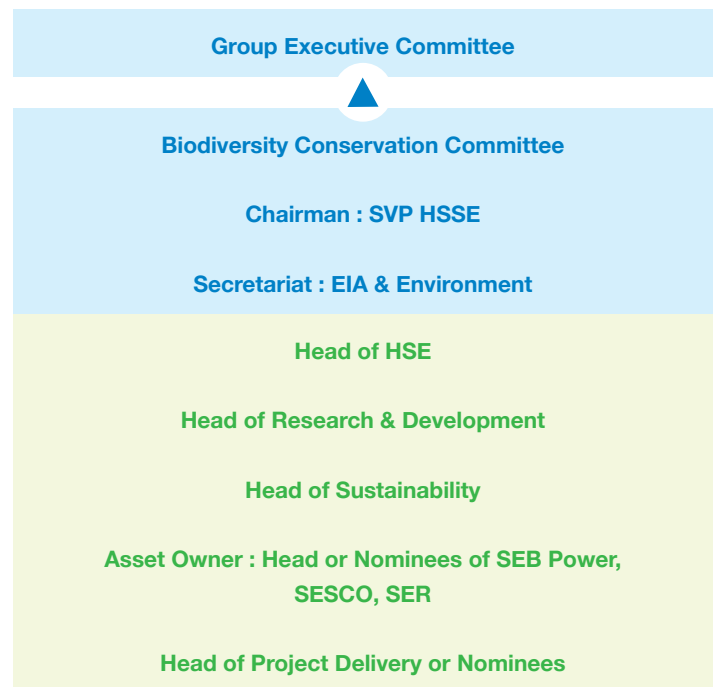 Group Executive Committee
Biodiversity Conservation Committee
Chairman : SVP HSSE
Secretariat : EIA & Environment
Head of HSE
Head of Research & Development
Head of Sustainability
Asset Owner : Head or Nominees of SEB Power,
SESCO, SER
Head of Project Delivery or Nominees